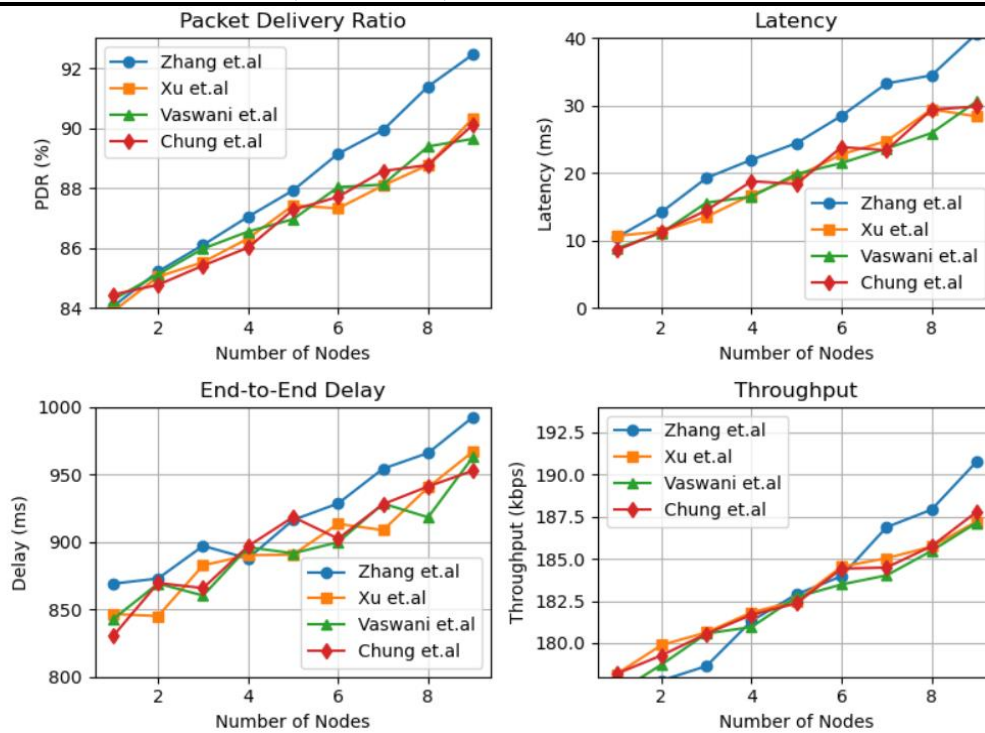 Packet Delivery Ratio
92
90
88
86
84
PDR (%)
Zhang et.al
Xu et.al
Vaswani et.al
Chung et.al
2
4
6
8
Number of Nodes
Latency
40
30
20
10
0
Latency (ms)
Zhang et.al
Xu et.al
Vaswani et.al
Chung et.al
2
4
6
8
Number of Nodes
End-to-End Delay
1000
950
900
850
800
Delay (ms)
Zhang et.al
Xu et.al
Vaswani et.al
Chung et.al
2
4
6
8
Number of Nodes
Throughput
192.5
190.0
187.5
185.0
182.5
180.0
Throughput (kbps)
Zhang et.al
Xu et.al
Vaswani et.al
Chung et.al
2
4
6
8
Number of Nodes